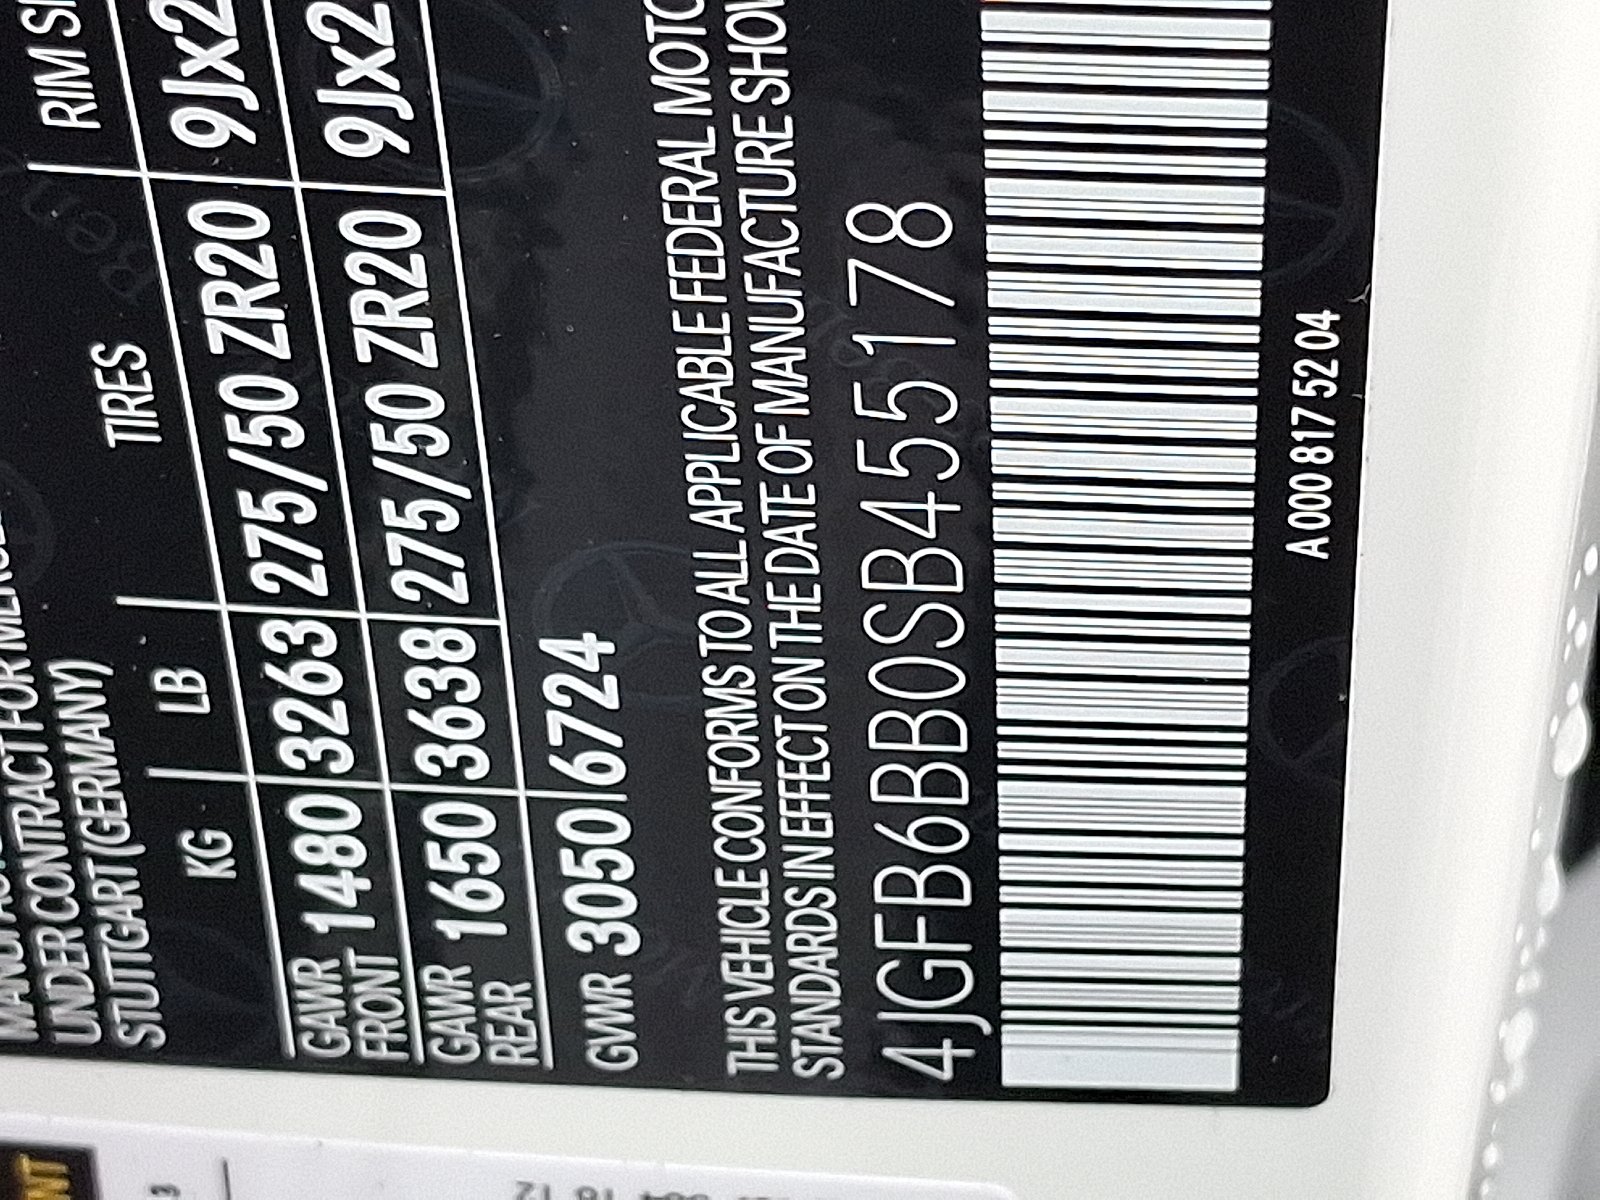 UNDER CONTRACT FOR
STUTTGART (GERMANY)
KG LB TIRES RIM
GAWR FRONT 1480 3263 275/50 ZR20 9Jx2
GAWR REAR 1650 3638 275/50 ZR20 9Jx2
GVWR 3050/6724
THIS VEHICLE CONFORMS TO ALL APPLICABLE FEDERAL
STANDARDS IN EFFECT ON THE DATE OF MANUFACTURE
4JGFB6BB0SB455178
A 000 817 52 04